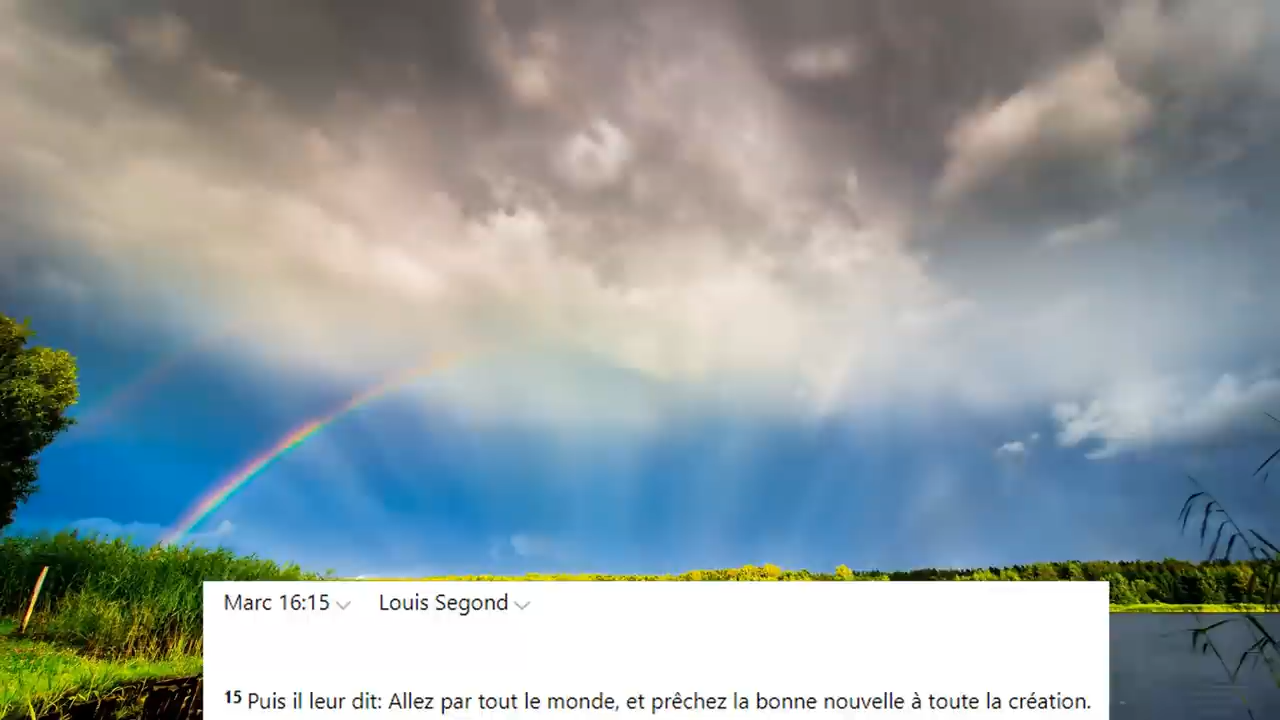 Marc 16:15 Louis Segond
15 Puis il leur dit: Allez par tout le monde, et prêchez la bonne nouvelle à toute la création.